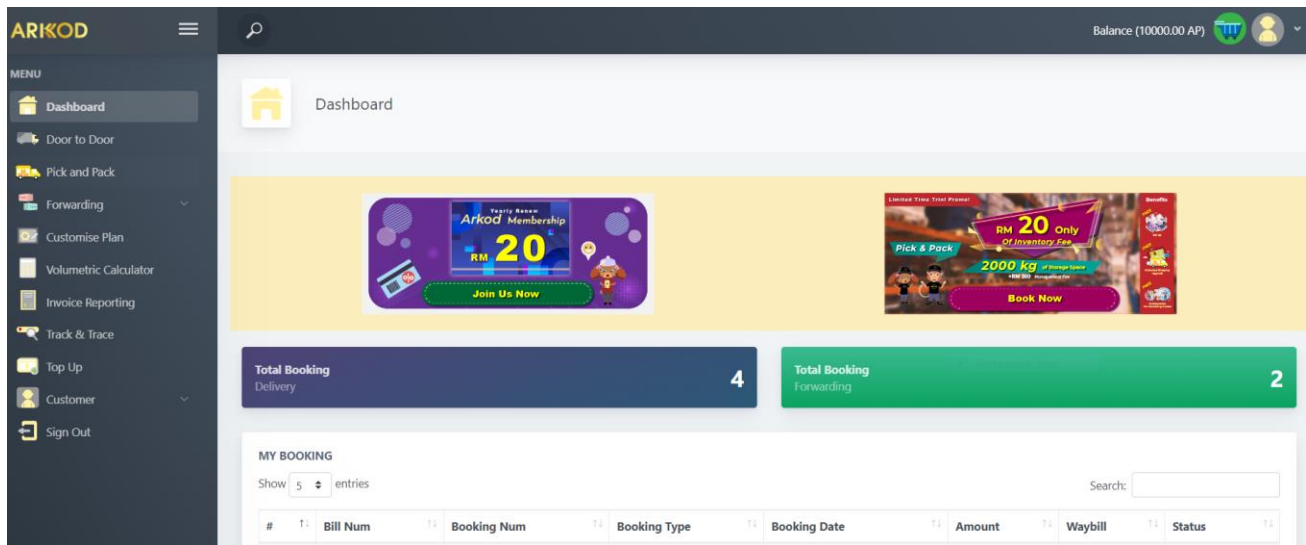 ARKOD
Balance (10000.00 AP)
MENU
Dashboard
Door to Door
Pick and Pack
Forwarding
Customise Plan
Volumetric Calculator
Invoice Reporting
Track & Trace
Top Up
Customer
Sign Out
Dashboard
Yearly Renew
Arkod Membership
RM 20
Join Us Now
Limited Time Trial Promo!
Pick & Pack
RM 20 Only
Of Inventory Fee
2000 kg of Storage Space
Book Now
Benefits
Total Booking
Delivery
4
Total Booking
Forwarding
2
MY BOOKING
Show 5 entries
Search:
# Bill Num Booking Num Booking Type Booking Date Amount Waybill Status